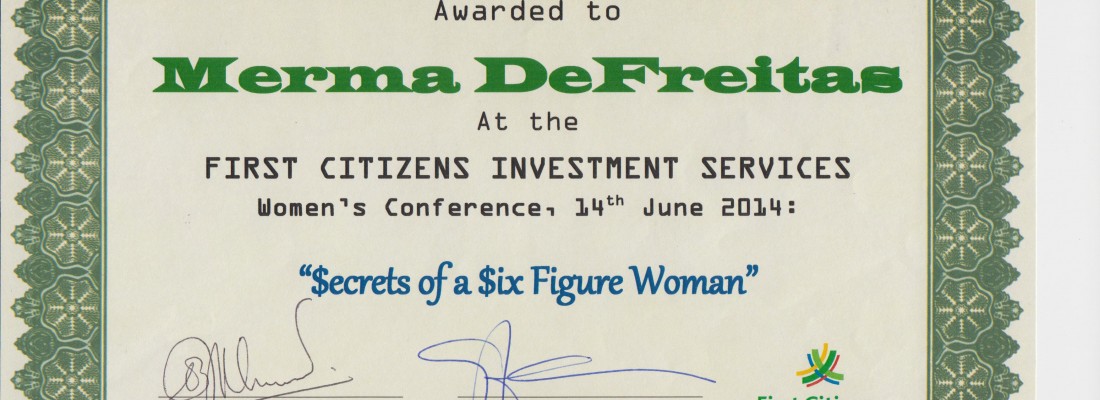 Awarded to
Merma DeFreitas
At the
FIRST CITIZENS INVESTMENT SERVICES
Women's Conference, 14th June 2014:
“$ecrets of a $ix Figure Woman”